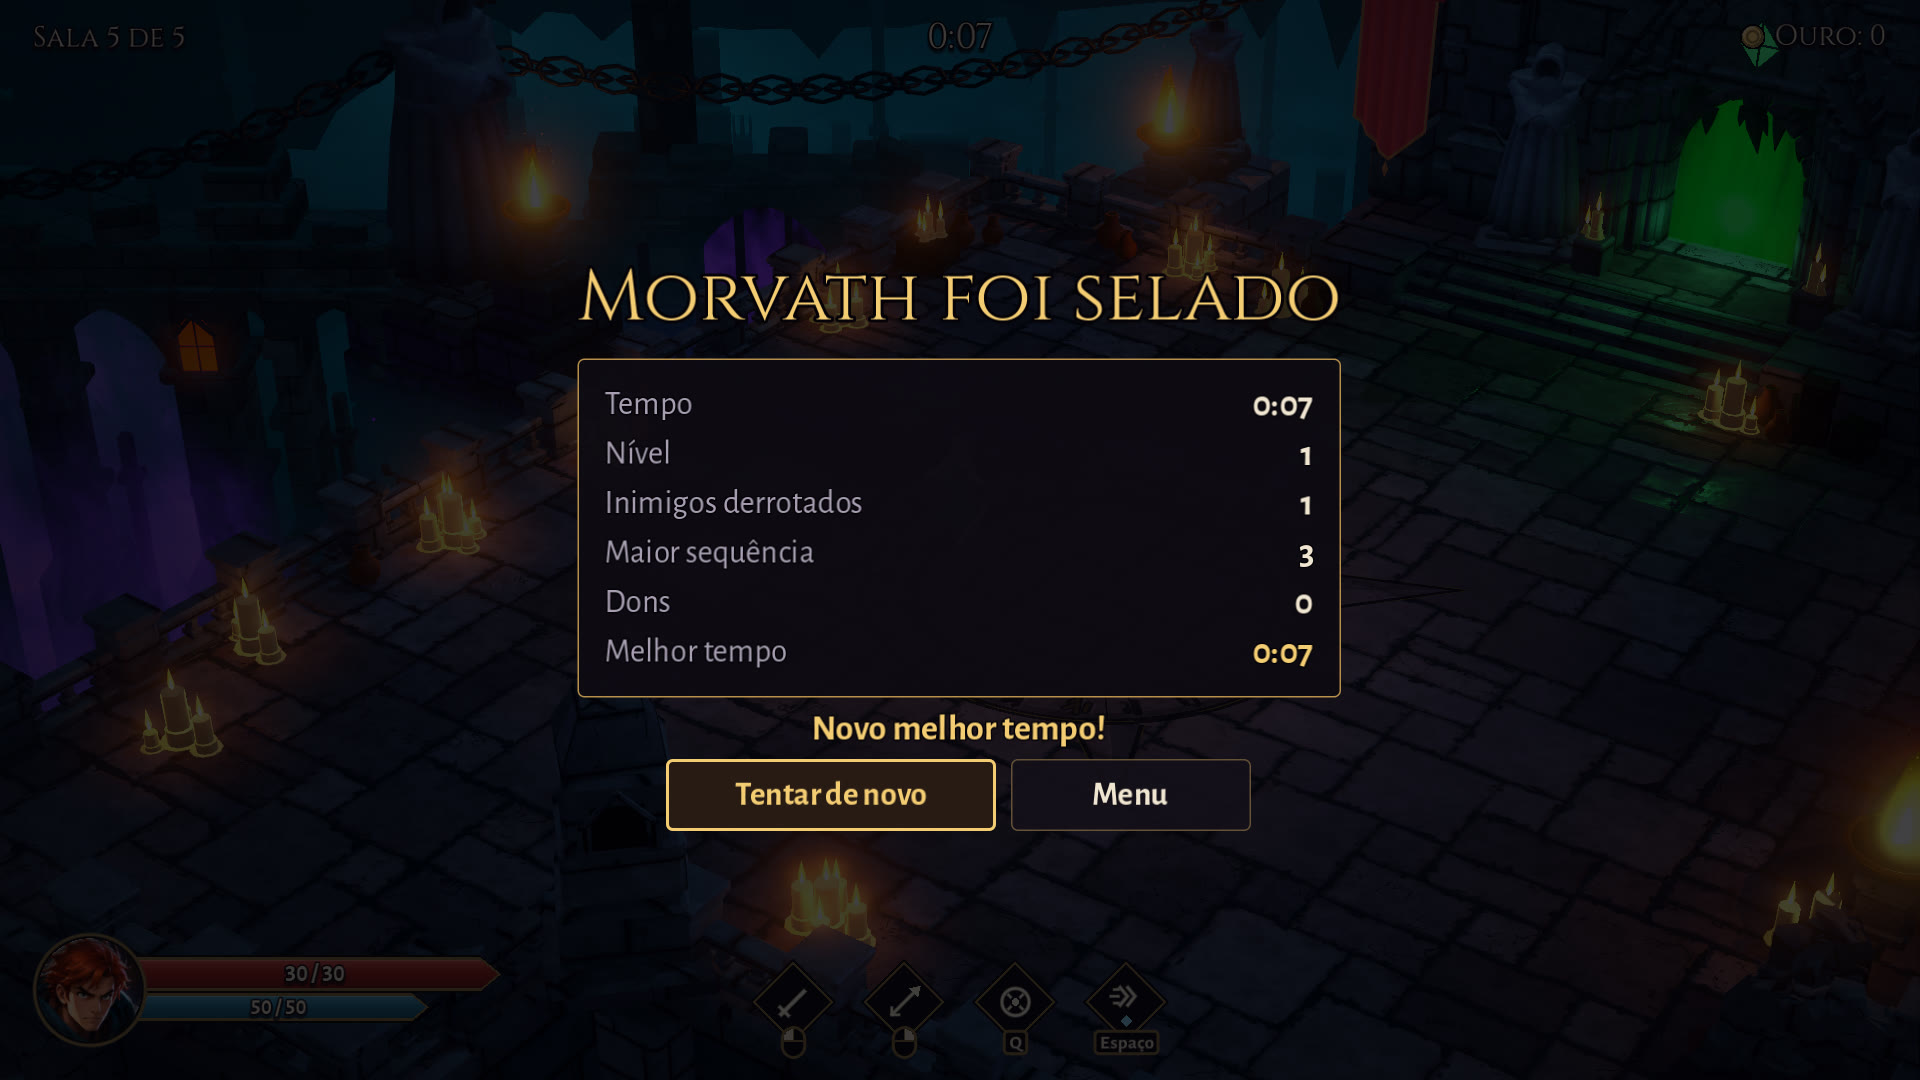 Sala 5 de 5
0:07
Ouro: 0
Morvath foi selado
Tempo 0:07
Nível 1
Inimigos derrotados 1
Maior sequência 3
Dons 0
Melhor tempo 0:07
Novo melhor tempo!
Tentar de novo
Menu
30/30
50/50
Q
Espaço